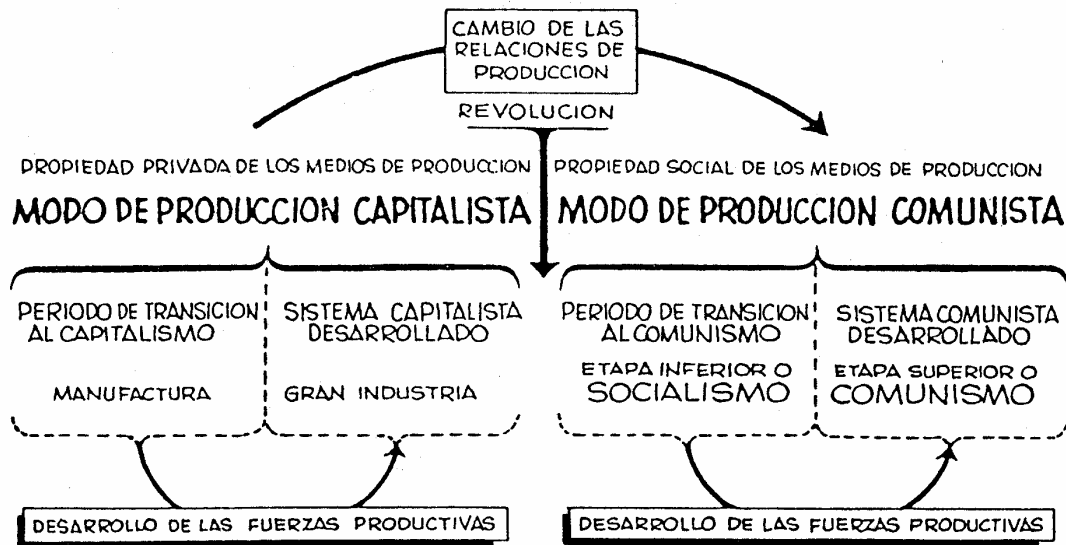 CAMBIO DE LAS
RELACIONES DE
PRODUCCION
REVOLUCION
PROPIEDAD PRIVADA DE LOS MEDIOS DE PRODUCCION
MODO DE PRODUCCION CAPITALISTA
PERIODO DE TRANSICION
AL CAPITALISMO
MANUFACTURA
SISTEMA CAPITALISTA
DESARROLLADO
GRAN INDUSTRIA
DESARROLLO DE LAS FUERZAS PRODUCTIVAS
PROPIEDAD SOCIAL DE LOS MEDIOS DE PRODUCCION
MODO DE PRODUCCION COMUNISTA
PERIODO DE TRANSICION
AL COMUNISMO
ETAPA INFERIOR O
SOCIALISMO
SISTEMA COMUNISTA
DESARROLLADO
ETAPA SUPERIOR O
COMUNISMO
DESARROLLO DE LAS FUERZAS PRODUCTIVAS